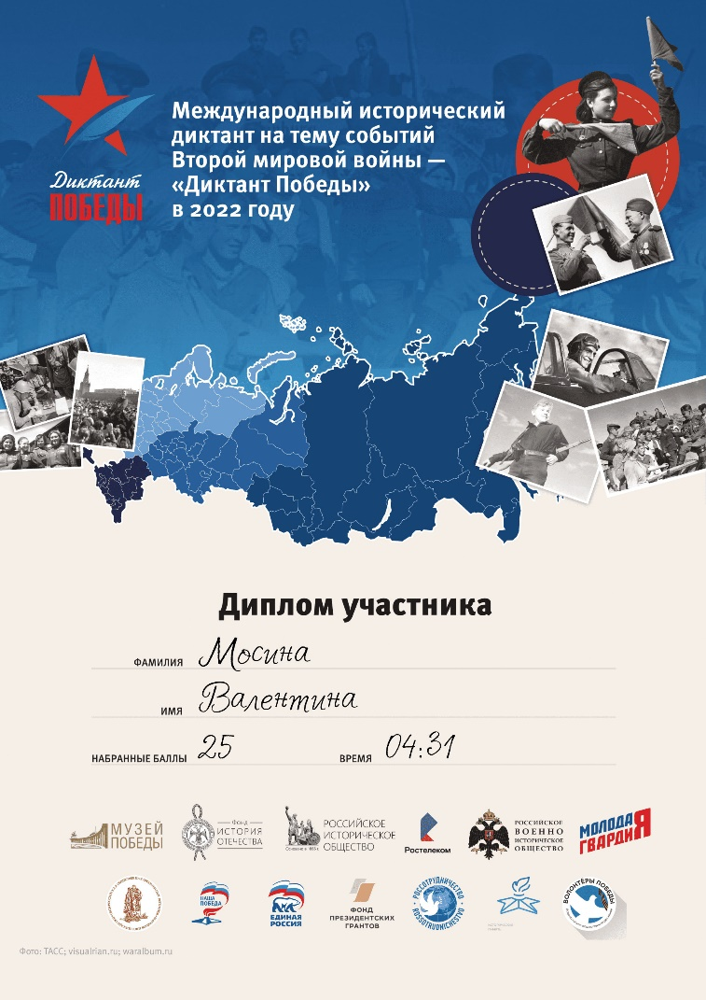 Международный исторический
диктант на тему событий
Второй мировой войны —
«Диктант Победы»
в 2022 году
Диктант
ПОБЕДЫ
Диплом участника
ФАМИЛИЯ Мосина
ИМЯ Валентина
НАБРАННЫЕ БАЛЛЫ 25 ВРЕМЯ 04:31
МУЗЕЙ
ПОБЕДЫ
Фонд
ИСТОРИЯ
ОТЕЧЕСТВА
РОССИЙСКОЕ
ИСТОРИЧЕСКОЕ
ОБЩЕСТВО
Основано в 1866 г.
Ростелеком
РОССИЙСКОЕ
ВОЕННО
ИСТОРИЧЕСКОЕ
ОБЩЕСТВО
МОЛОДАЯ
ГВАРДИЯ
НАША
ПОБЕДА
ЕДИНАЯ
РОССИЯ
ФОНД
ПРЕЗИДЕНТСКИХ
ГРАНТОВ
РОССОТРУДНИЧЕСТВО
ROSSOTRUDNICHESTVO
ВОЛОНТЁРЫ ПОБЕДЫ
Фото: ТАСС; visualrian.ru; waralbum.ru